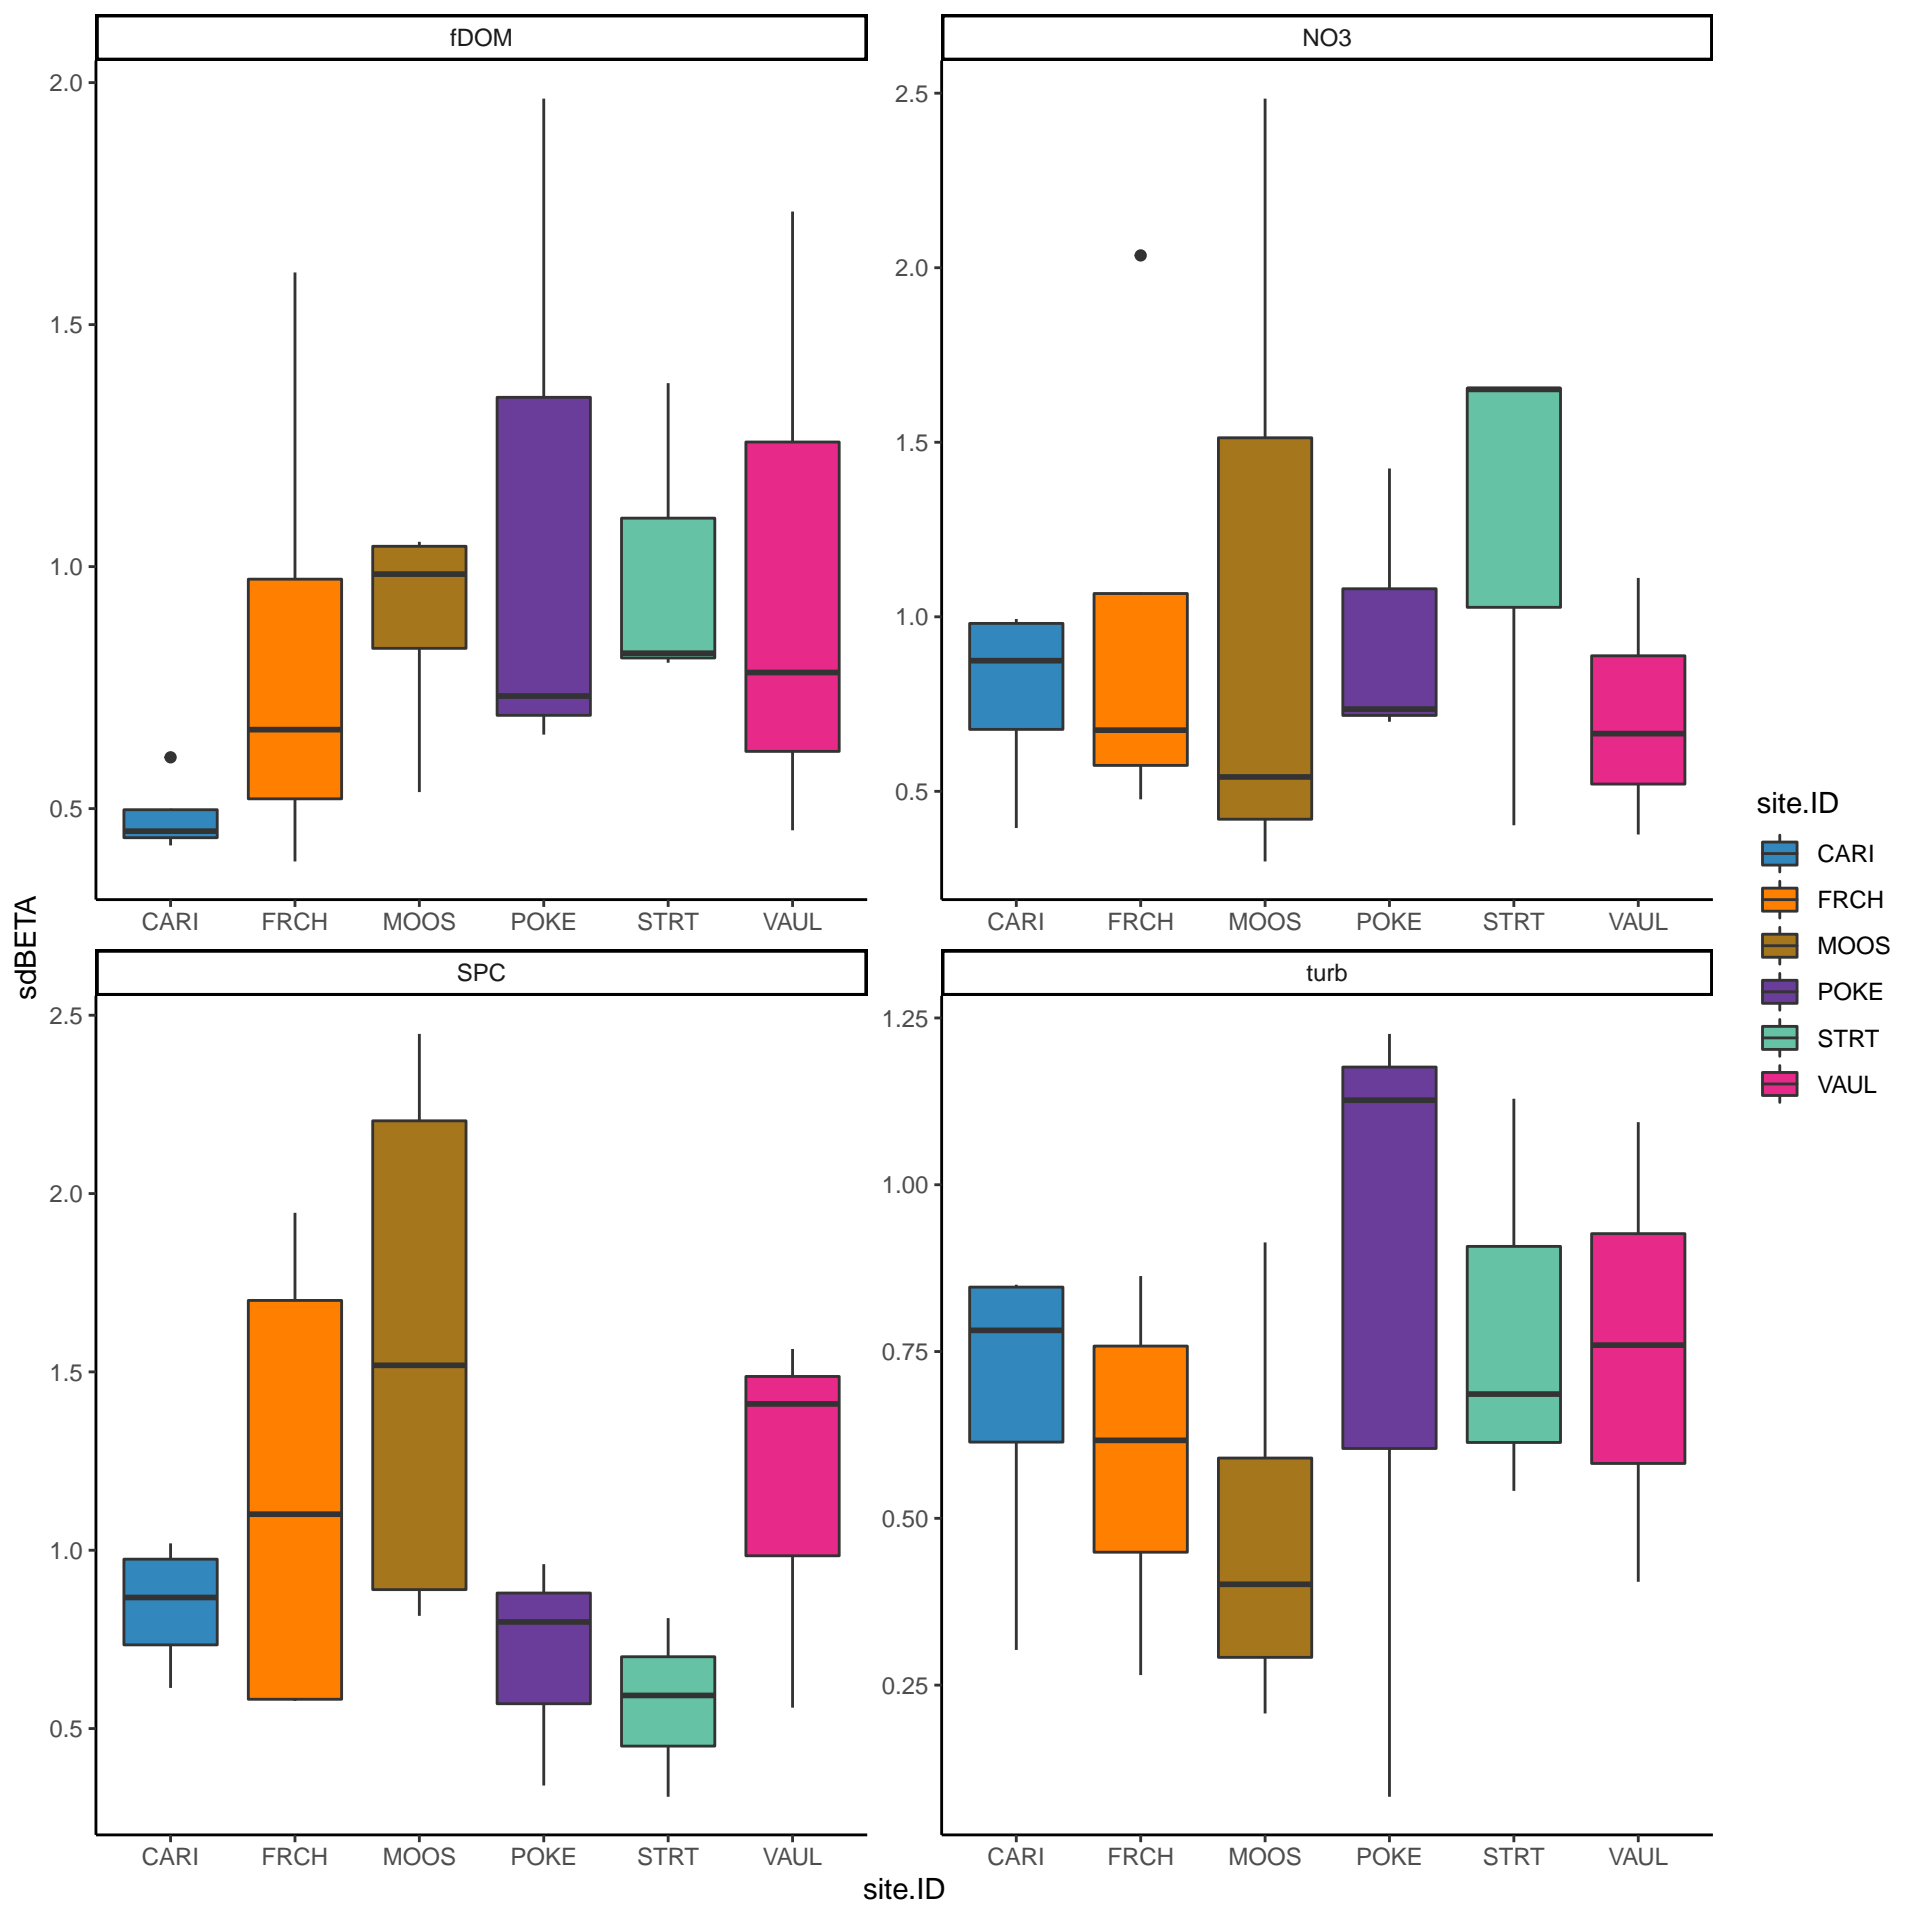 fDOM
NO3
2.0
1.5
1.0
0.5
2.5
2.0
1.5
1.0
0.5
CARI FRCH MOOS POKE STRT VAUL
CARI FRCH MOOS POKE STRT VAUL
SPC
turb
2.5
2.0
1.5
1.0
0.5
1.25
1.00
0.75
0.50
0.25
CARI FRCH MOOS POKE STRT VAUL
CARI FRCH MOOS POKE STRT VAUL
sdBETA
site.ID
site.ID
CARI
FRCH
MOOS
POKE
STRT
VAUL